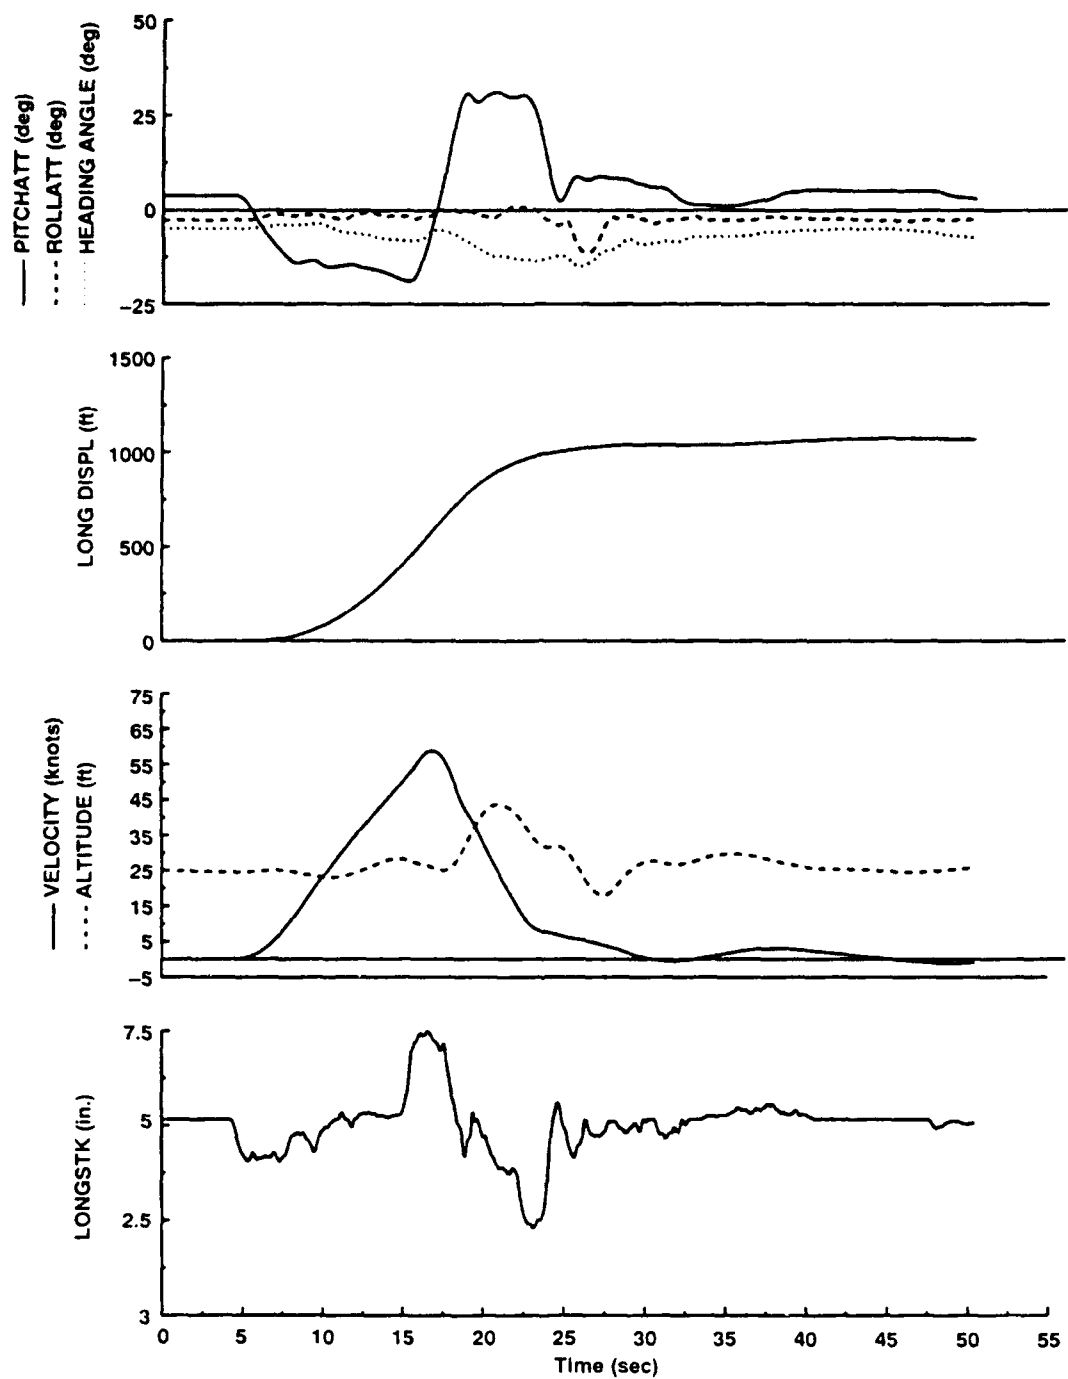 PITCHATT (deg)
ROLLATT (deg)
HEADING ANGLE (deg)
50
25
0
−25
LONG DISPL (ft)
1500
1000
500
0
VELOCITY (knots)
ALTITUDE (ft)
75
65
55
45
35
25
15
5
−5
LONGSTK (in.)
7.5
5
2.5
3
0 5 10 15 20 25 30 35 40 45 50 55
Time (sec)